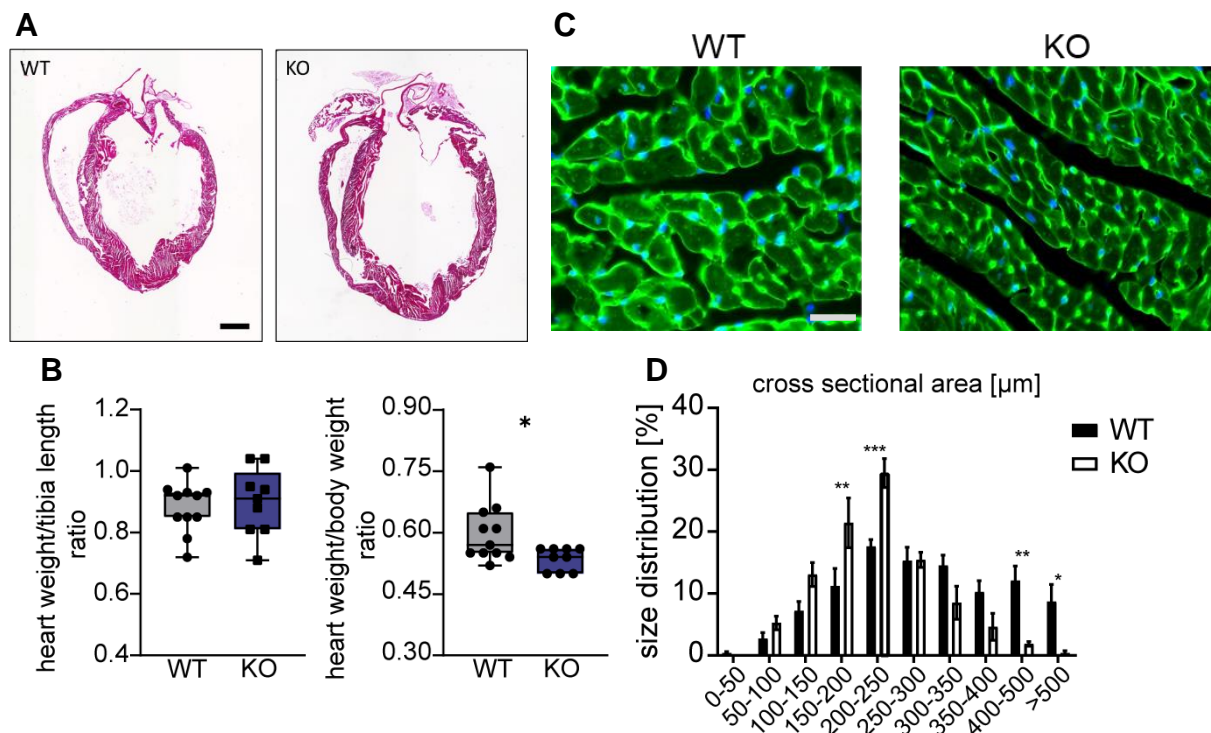 A
WT
KO
B
heart weight/tibia length
ratio
1.2
1.0
0.8
0.6
0.4
WT
KO
heart weight/body weight
ratio
0.90
0.75
0.60
0.45
0.30
*
WT
KO
C
WT
KO
D
cross sectional area [µm]
size distribution [%]
40
30
20
10
0
**
***
**
*
WT
KO
0-50
50-100
100-150
150-200
200-250
250-300
300-350
350-400
400-500
>500